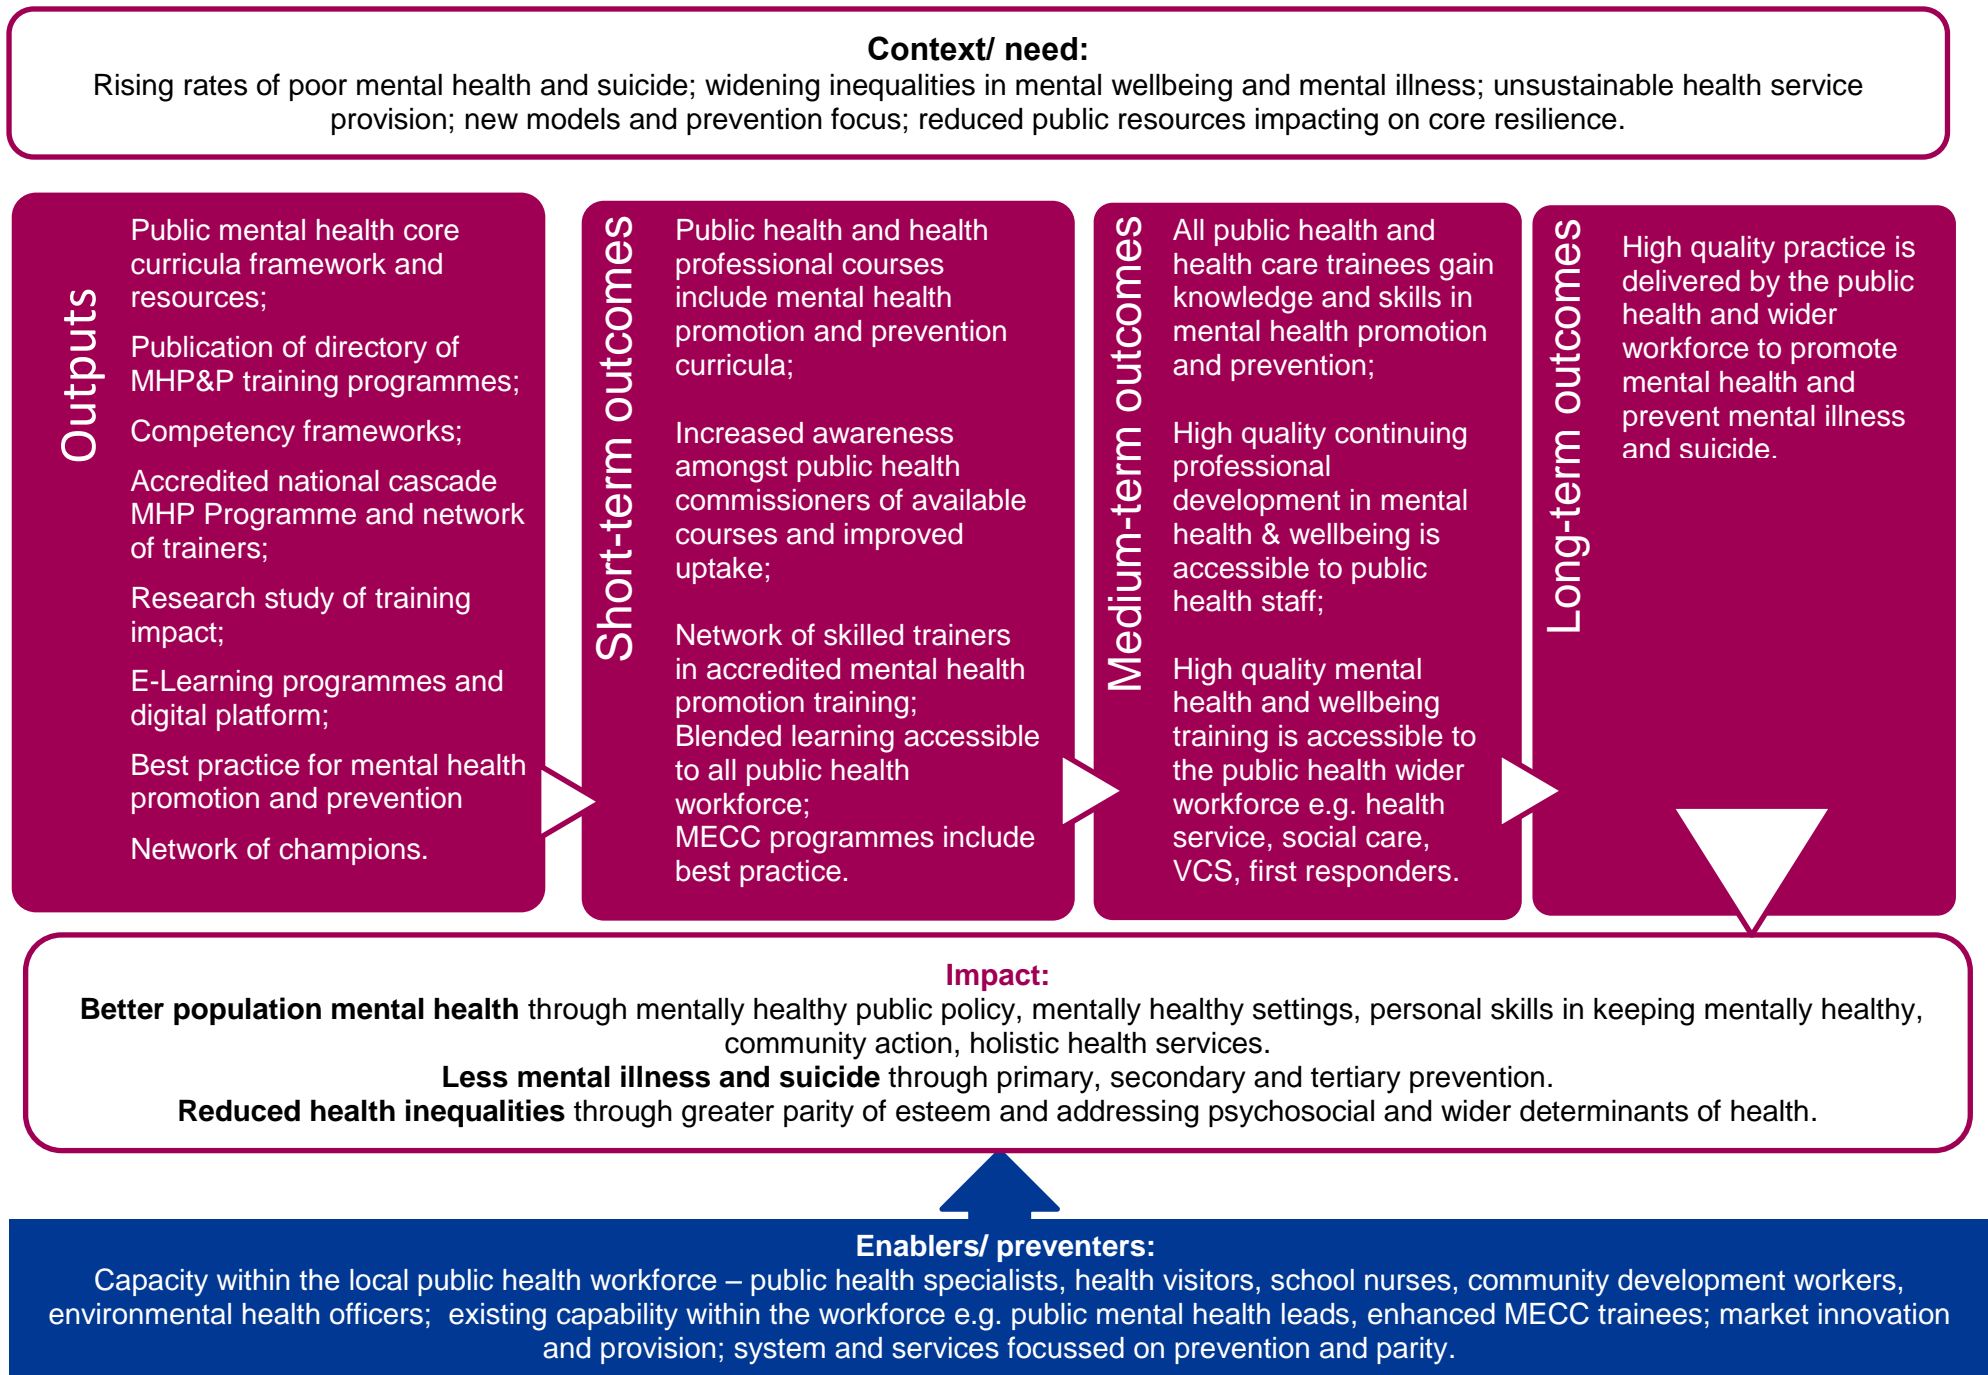 Context/ need:
Rising rates of poor mental health and suicide; widening inequalities in mental wellbeing and mental illness; unsustainable health service
provision; new models and prevention focus; reduced public resources impacting on core resilience.
Outputs
Public mental health core
curricula framework and
resources;
Publication of directory of
MHP&P training programmes;
Competency frameworks;
Accredited national cascade
MHP Programme and network
of trainers;
Research study of training
impact;
E-Learning programmes and
digital platform;
Best practice for mental health
promotion and prevention
Network of champions.
Short-term outcomes
Public health and health
professional courses
include mental health
promotion and prevention
curricula;
Increased awareness
amongst public health
commissioners of available
courses and improved
uptake;
Network of skilled trainers
in accredited mental health
promotion training;
Blended learning accessible
to all public health
workforce;
MECC programmes include
best practice.
Medium-term outcomes
All public health and
health care trainees gain
knowledge and skills in
mental health promotion
and prevention;
High quality continuing
professional
development in mental
health & wellbeing is
accessible to public
health staff;
High quality mental
health and wellbeing
training is accessible to
the public health wider
workforce e.g. health
service, social care,
VCS, first responders.
Long-term outcomes
High quality practice is
delivered by the public
health and wider
workforce to promote
mental health and
prevent mental illness
and suicide.
Impact:
Better population mental health through mentally healthy public policy, mentally healthy settings, personal skills in keeping mentally healthy,
community action, holistic health services.
Less mental illness and suicide through primary, secondary and tertiary prevention.
Reduced health inequalities through greater parity of esteem and addressing psychosocial and wider determinants of health.
Enablers/ preventers:
Capacity within the local public health workforce – public health specialists, health visitors, school nurses, community development workers,
environmental health officers;  existing capability within the workforce e.g. public mental health leads, enhanced MECC trainees; market innovation
and provision; system and services focussed on prevention and parity.